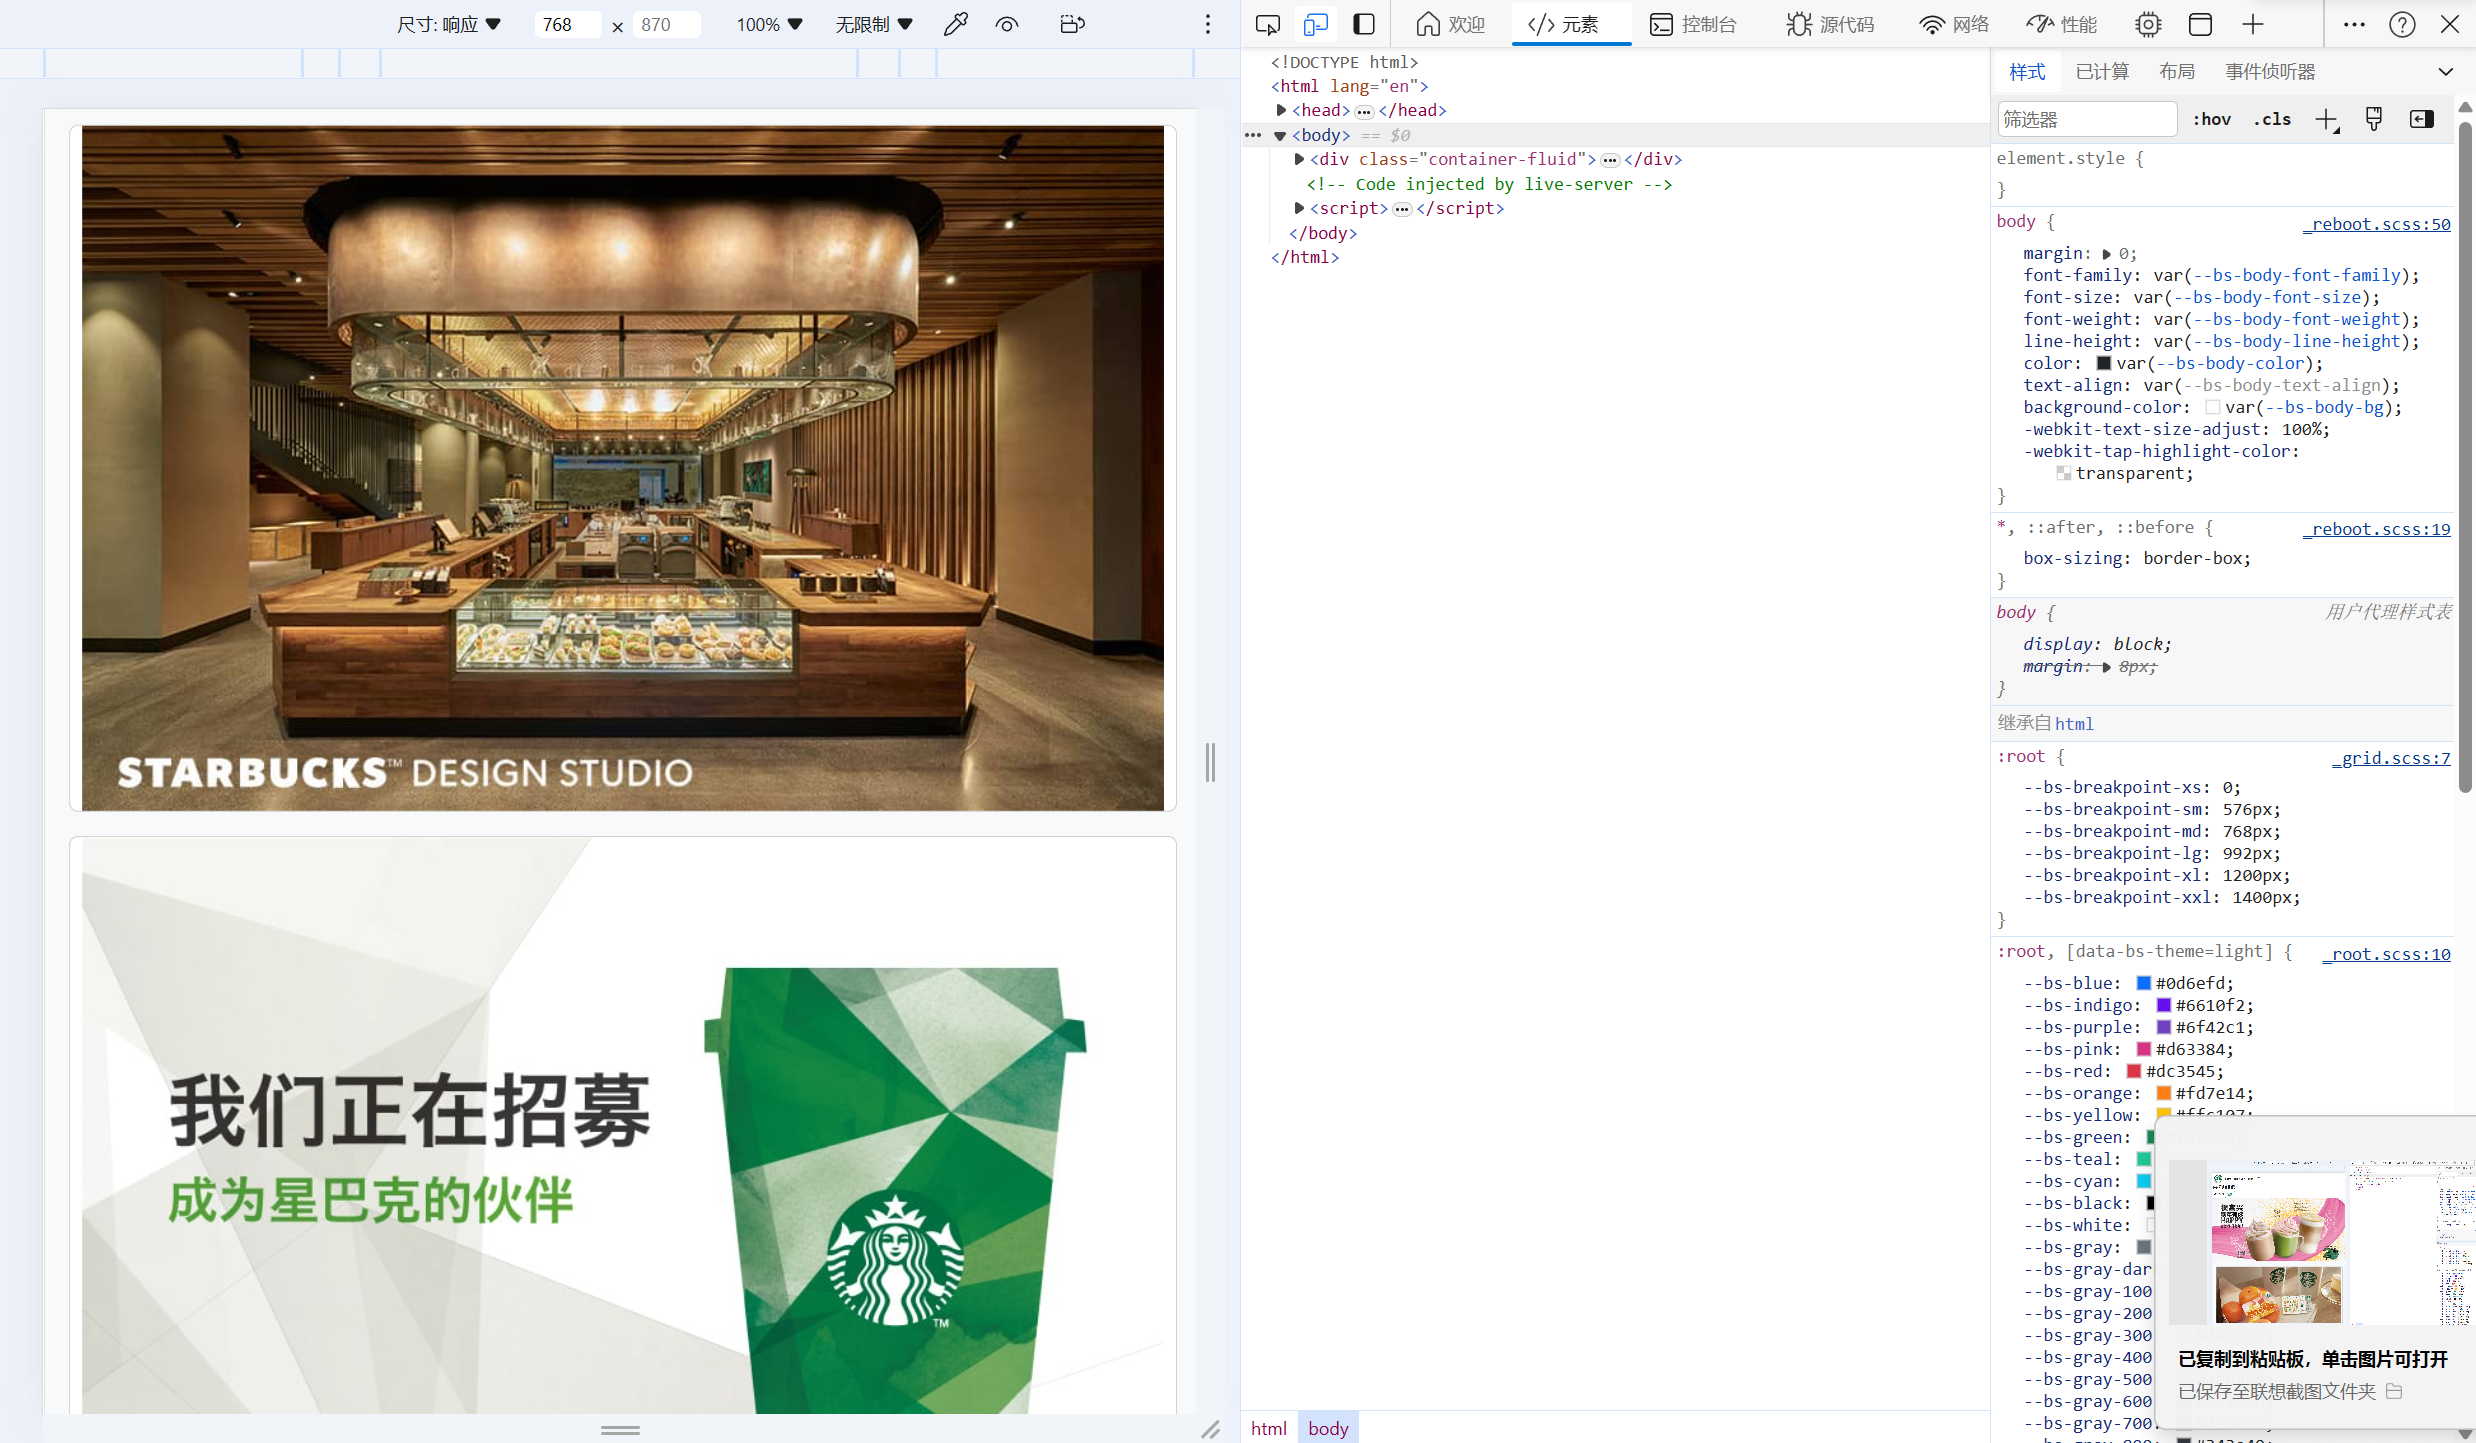 尺寸: 响应 768 × 870 100% 无限制
欢迎 元素 控制台 源代码 网络 性能
STARBUCKS™ DESIGN STUDIO
我们正在招募
成为星巴克的伙伴
TM
<!DOCTYPE html>
<html lang="en">
<head> ••• </head>
••• <body> == $0
<div class="container-fluid"> ••• </div>
<!-- Code injected by live-server -->
<script> ••• </script>
</body>
</html>
html body
样式 已计算 布局 事件侦听器
筛选器 :hov .cls
element.style {
}
body { _reboot.scss:50
margin: 0;
font-family: var(--bs-body-font-family);
font-size: var(--bs-body-font-size);
font-weight: var(--bs-body-font-weight);
line-height: var(--bs-body-line-height);
color: var(--bs-body-color);
text-align: var(--bs-body-text-align);
background-color: var(--bs-body-bg);
-webkit-text-size-adjust: 100%;
-webkit-tap-highlight-color:
transparent;
}
*, ::after, ::before { _reboot.scss:19
box-sizing: border-box;
}
body { 用户代理样式表
display: block;
margin: 8px;
}
继承自 html
:root { _grid.scss:7
--bs-breakpoint-xs: 0;
--bs-breakpoint-sm: 576px;
--bs-breakpoint-md: 768px;
--bs-breakpoint-lg: 992px;
--bs-breakpoint-xl: 1200px;
--bs-breakpoint-xxl: 1400px;
}
:root, [data-bs-theme=light] { _root.scss:10
--bs-blue: #0d6efd;
--bs-indigo: #6610f2;
--bs-purple: #6f42c1;
--bs-pink: #d63384;
--bs-red: #dc3545;
--bs-orange: #fd7e14;
--bs-yellow: #ffc107;
--bs-green:
--bs-teal:
--bs-cyan:
--bs-black:
--bs-white:
--bs-gray:
--bs-gray-dar
--bs-gray-100
--bs-gray-200
--bs-gray-300
--bs-gray-400
--bs-gray-500
--bs-gray-600
--bs-gray-700
已复制到粘贴板，单击图片可打开
已保存至联想截图文件夹